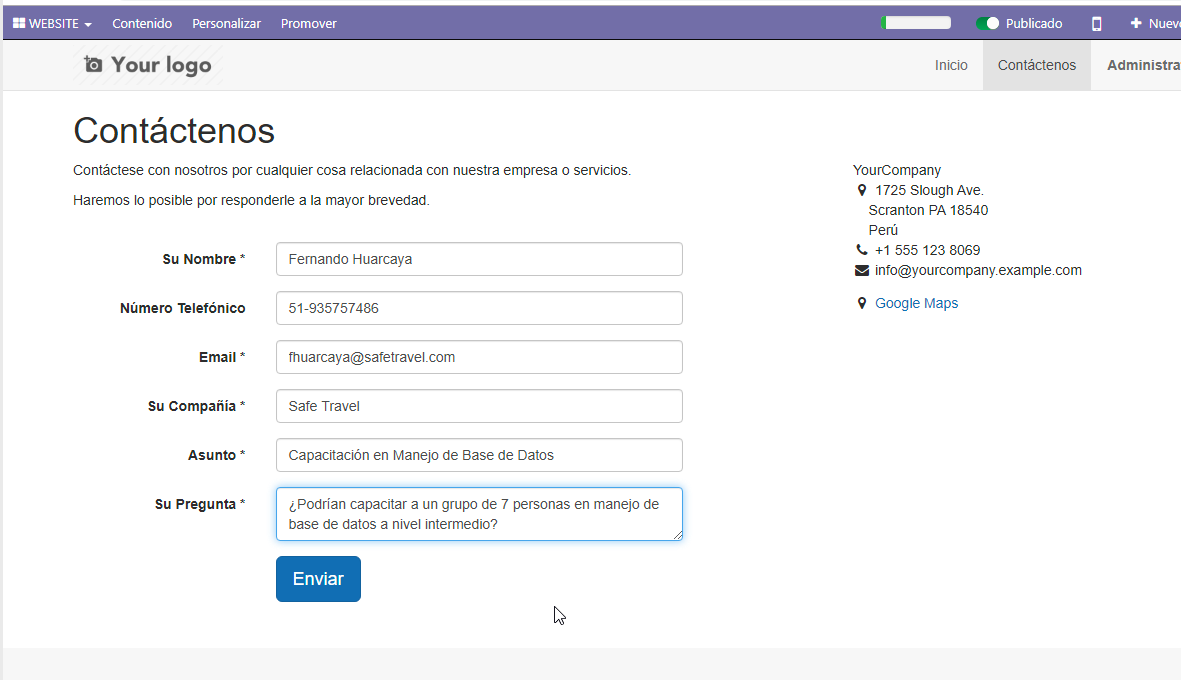 WEBSITE Contenido Personalizar Promover Publicado
Your logo Inicio Contáctenos
Contáctenos
Contáctese con nosotros por cualquier cosa relacionada con nuestra empresa o servicios.
Haremos lo posible por responderle a la mayor brevedad.
Su Nombre * Fernando Huarcaya
Número Telefónico 51-935757486
Email * fhuarcaya@safetravel.com
Su Compañía * Safe Travel
Asunto * Capacitación en Manejo de Base de Datos
Su Pregunta * ¿Podrían capacitar a un grupo de 7 personas en manejo de
base de datos a nivel intermedio?
Enviar
YourCompany
1725 Slough Ave.
Scranton PA 18540
Perú
+1 555 123 8069
info@yourcompany.example.com
Google Maps